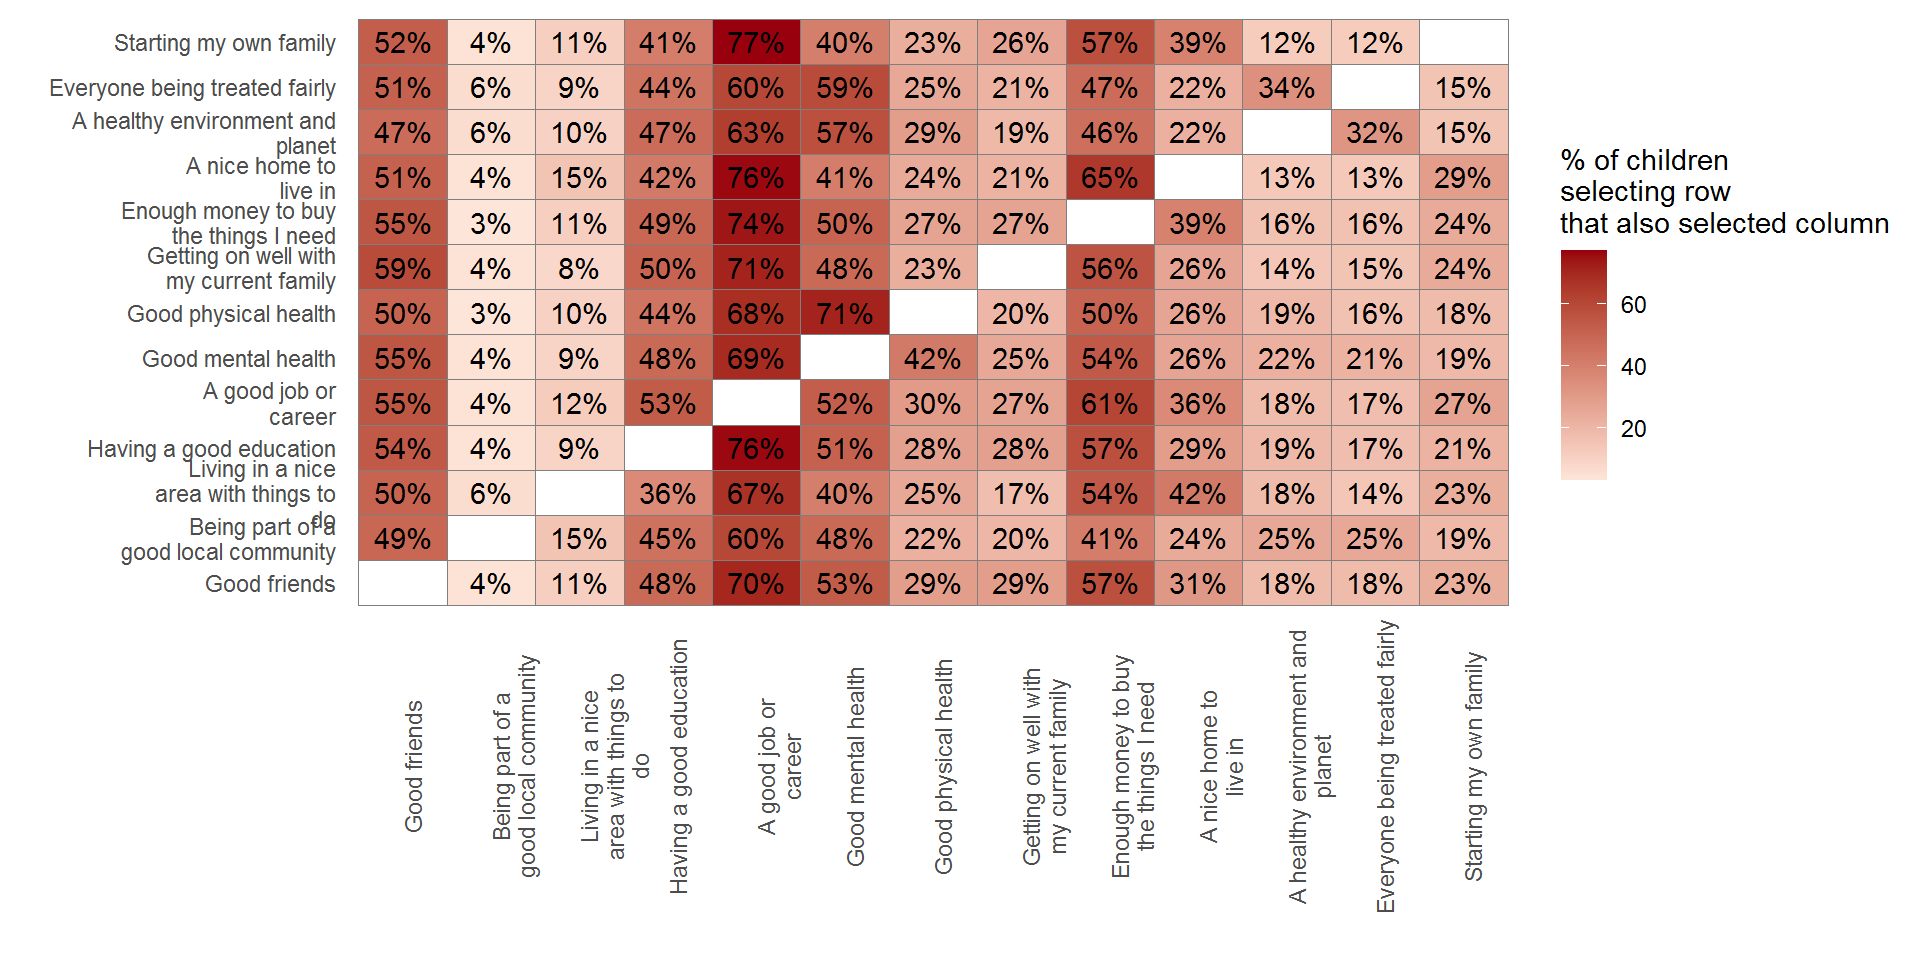 Starting my own family
52% 4% 11% 41% 77% 40% 23% 26% 57% 39% 12% 12%
Everyone being treated fairly
51% 6% 9% 44% 60% 59% 25% 21% 47% 22% 34% 15%
A healthy environment and
planet
47% 6% 10% 47% 63% 57% 29% 19% 46% 22% 32% 15%
A nice home to
live in
51% 4% 15% 42% 76% 41% 24% 21% 65% 13% 13% 29%
Enough money to buy
the things I need
55% 3% 11% 49% 74% 50% 27% 27% 39% 16% 16% 24%
Getting on well with
my current family
59% 4% 8% 50% 71% 48% 23% 56% 26% 14% 15% 24%
Good physical health
50% 3% 10% 44% 68% 71% 20% 50% 26% 19% 16% 18%
Good mental health
55% 4% 9% 48% 69% 42% 25% 54% 26% 22% 21% 19%
A good job or
career
55% 4% 12% 53% 52% 30% 27% 61% 36% 18% 17% 27%
Having a good education
54% 4% 9% 76% 51% 28% 28% 57% 29% 19% 17% 21%
Living in a nice
area with things to
do
50% 6% 36% 67% 40% 25% 17% 54% 42% 18% 14% 23%
Being part of a
good local community
49% 15% 45% 60% 48% 22% 20% 41% 24% 25% 25% 19%
Good friends
4% 11% 48% 70% 53% 29% 29% 57% 31% 18% 18% 23%
Good friends
Being part of a
good local community
Living in a nice
area with things to
do
Having a good education
A good job or
career
Good mental health
Good physical health
Getting on well with
my current family
Enough money to buy
the things I need
A nice home to
live in
A healthy environment and
planet
Everyone being treated fairly
Starting my own family
% of children
selecting row
that also selected column
60
40
20